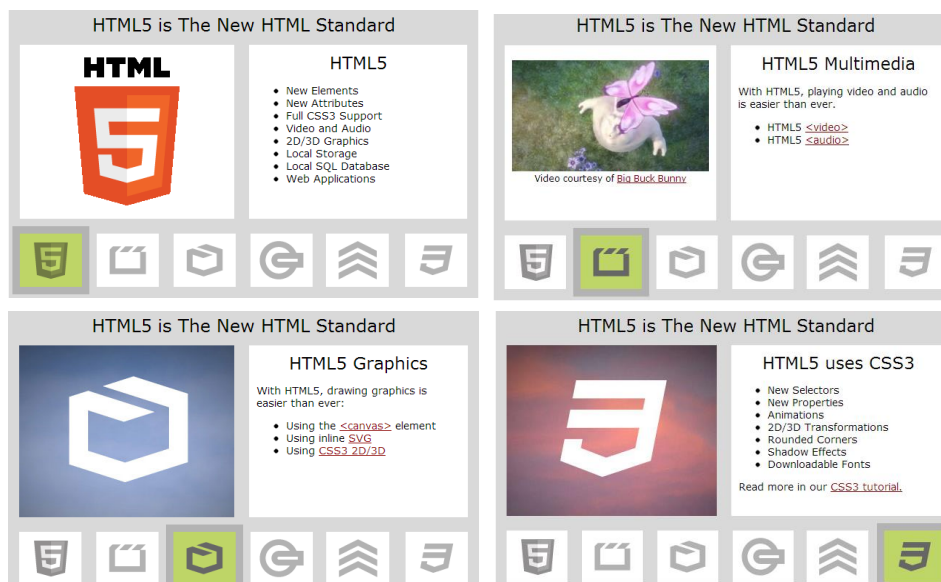 HTML5 is The New HTML Standard
HTML
5
HTML5
New Elements
New Attributes
Full CSS3 Support
Video and Audio
2D/3D Graphics
Local Storage
Local SQL Database
Web Applications
HTML5 is The New HTML Standard
Video courtesy of Big Buck Bunny
HTML5 Multimedia
With HTML5, playing video and audio
is easier than ever.
HTML5 <video>
HTML5 <audio>
HTML5 is The New HTML Standard
HTML5 Graphics
With HTML5, drawing graphics is
easier than ever:
Using the <canvas> element
Using inline SVG
Using CSS3 2D/3D
HTML5 is The New HTML Standard
HTML5 uses CSS3
New Selectors
New Properties
Animations
2D/3D Transformations
Rounded Corners
Shadow Effects
Downloadable Fonts
Read more in our CSS3 tutorial.